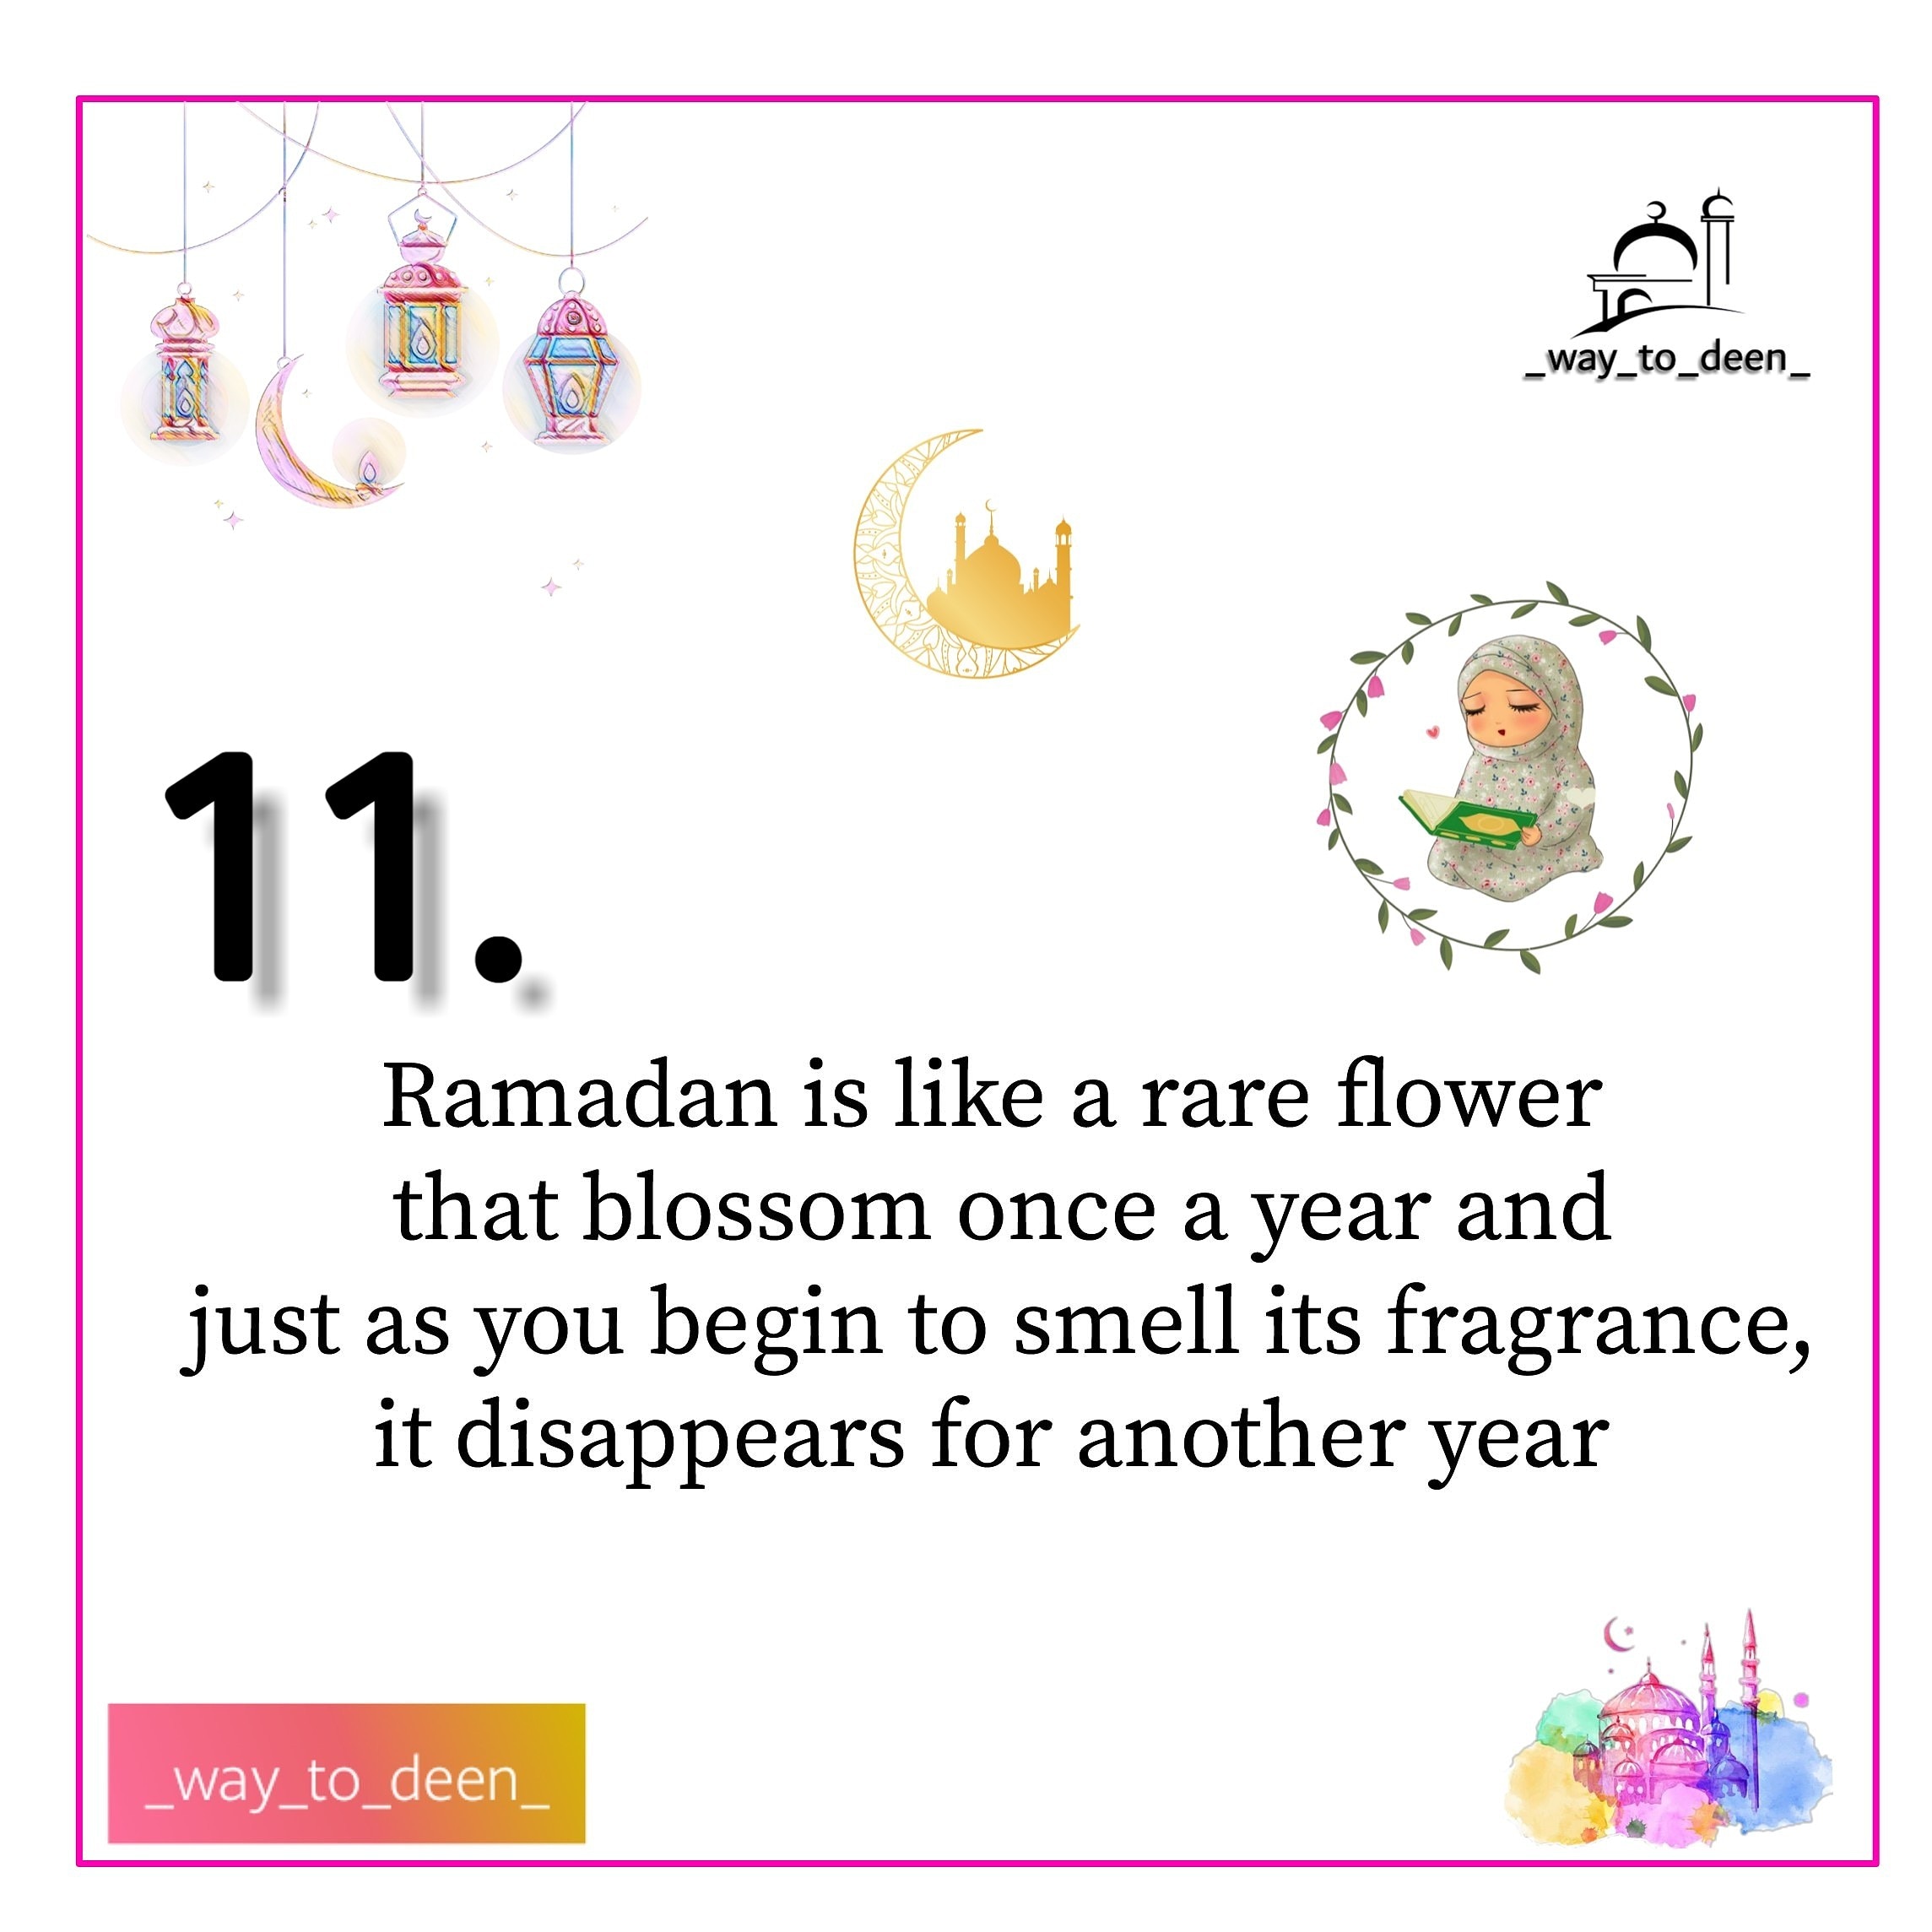 _way_to_deen_
11.
Ramadan is like a rare flower
that blossom once a year and
just as you begin to smell its fragrance,
it disappears for another year
_way_to_deen_